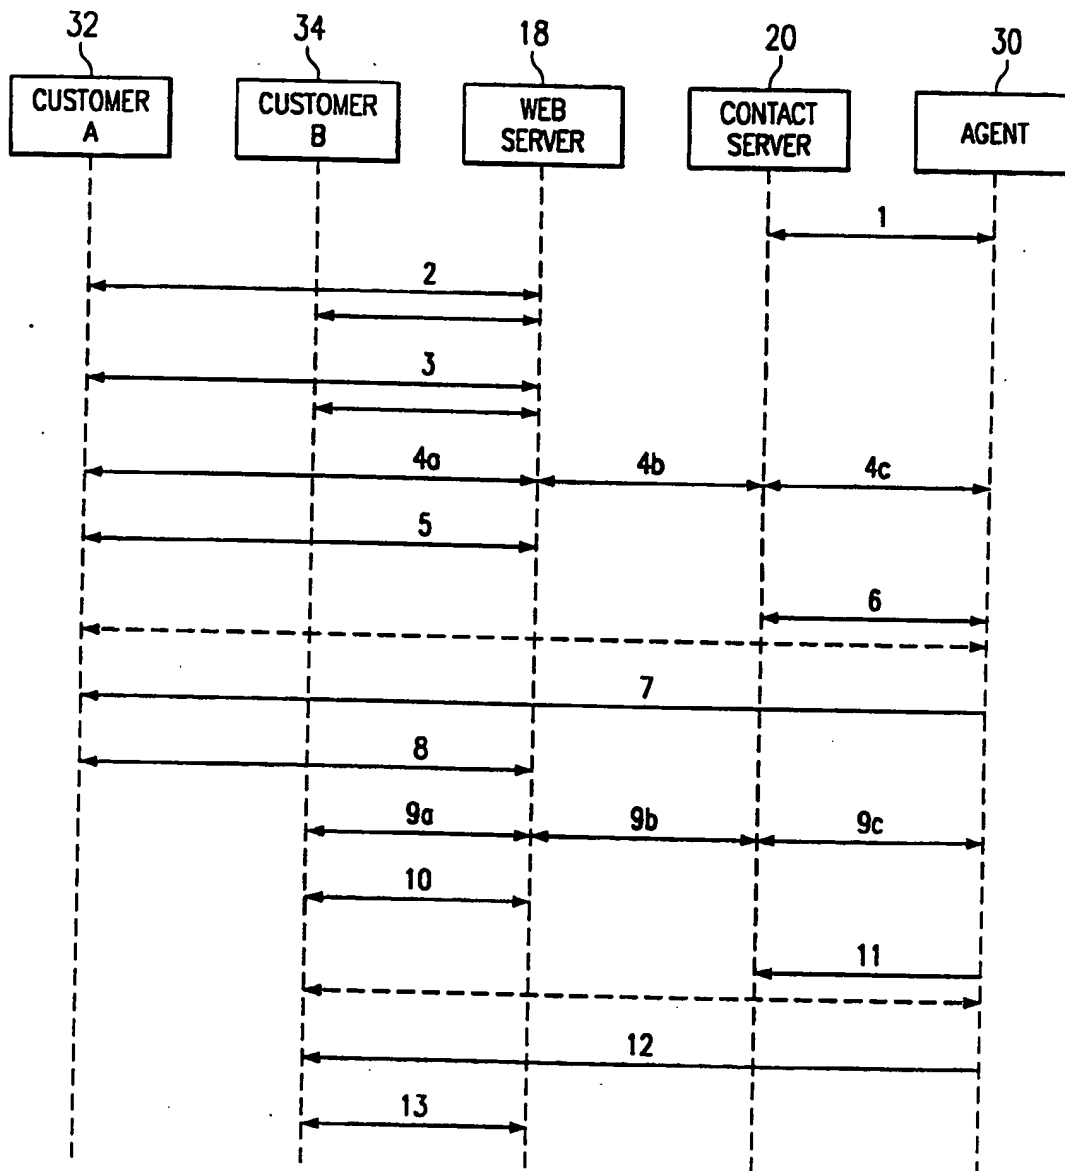 32
34
18
20
30
CUSTOMER
A
CUSTOMER
B
WEB
SERVER
CONTACT
SERVER
AGENT
1
2
3
4a
4b
4c
5
6
7
8
9a
9b
9c
10
11
12
13